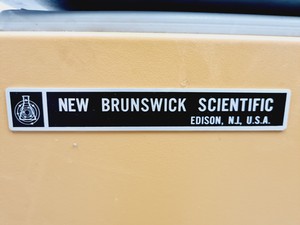 NEW BRUNSWICK SCIENTIFIC
EDISON, N.J., U.S.A.